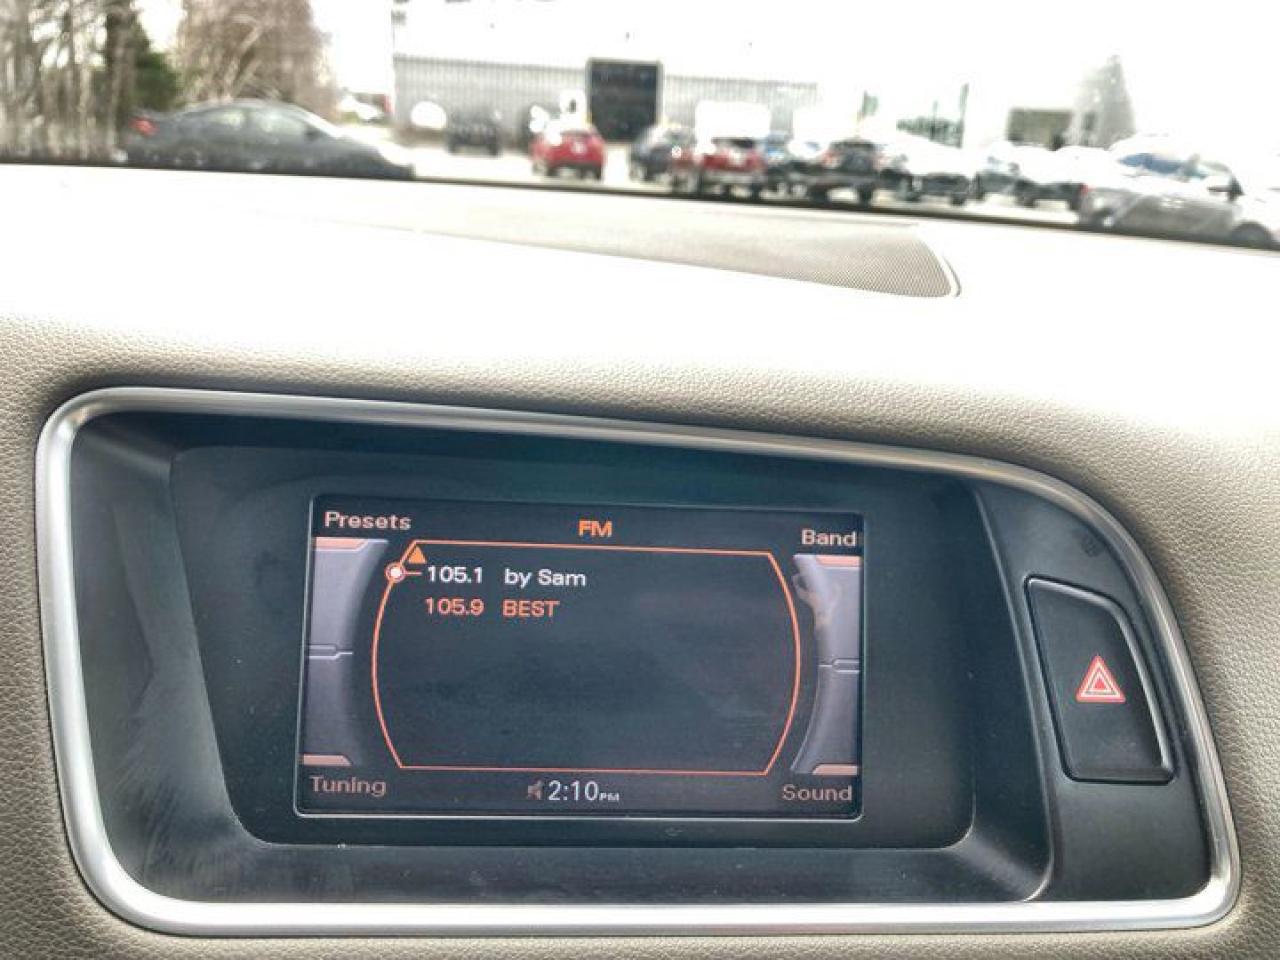 Presets FM Band
105.1 by Sam
105.9 BEST
Tuning 2:10PM Sound